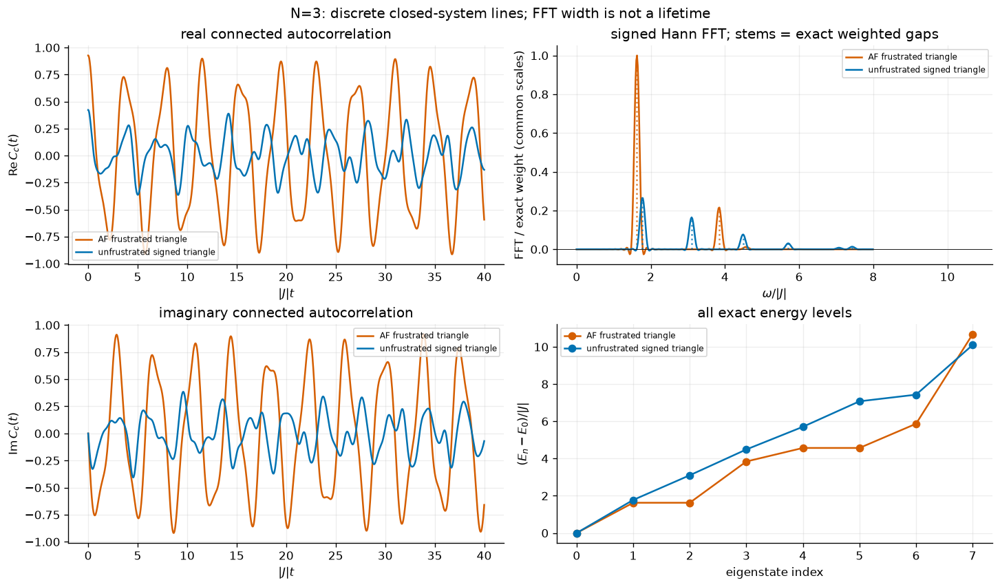 N=3: discrete closed-system lines; FFT width is not a lifetime
real connected autocorrelation
1.00
0.75
0.50
0.25
0.00
−0.25
−0.50
−0.75
−1.00
Re C_c(t)
AF frustrated triangle
unfrustrated signed triangle
0 5 10 15 20 25 30 35 40
|J|t
signed Hann FFT; stems = exact weighted gaps
1.0
0.8
0.6
0.4
0.2
0.0
FFT / exact weight (common scales)
AF frustrated triangle
unfrustrated signed triangle
0 2 4 6 8 10
ω/|J|
imaginary connected autocorrelation
1.00
0.75
0.50
0.25
0.00
−0.25
−0.50
−0.75
−1.00
Im C_c(t)
AF frustrated triangle
unfrustrated signed triangle
0 5 10 15 20 25 30 35 40
|J|t
all exact energy levels
10
8
6
4
2
0
(E_n − E_0)/|J|
AF frustrated triangle
unfrustrated signed triangle
0 1 2 3 4 5 6 7
eigenstate index